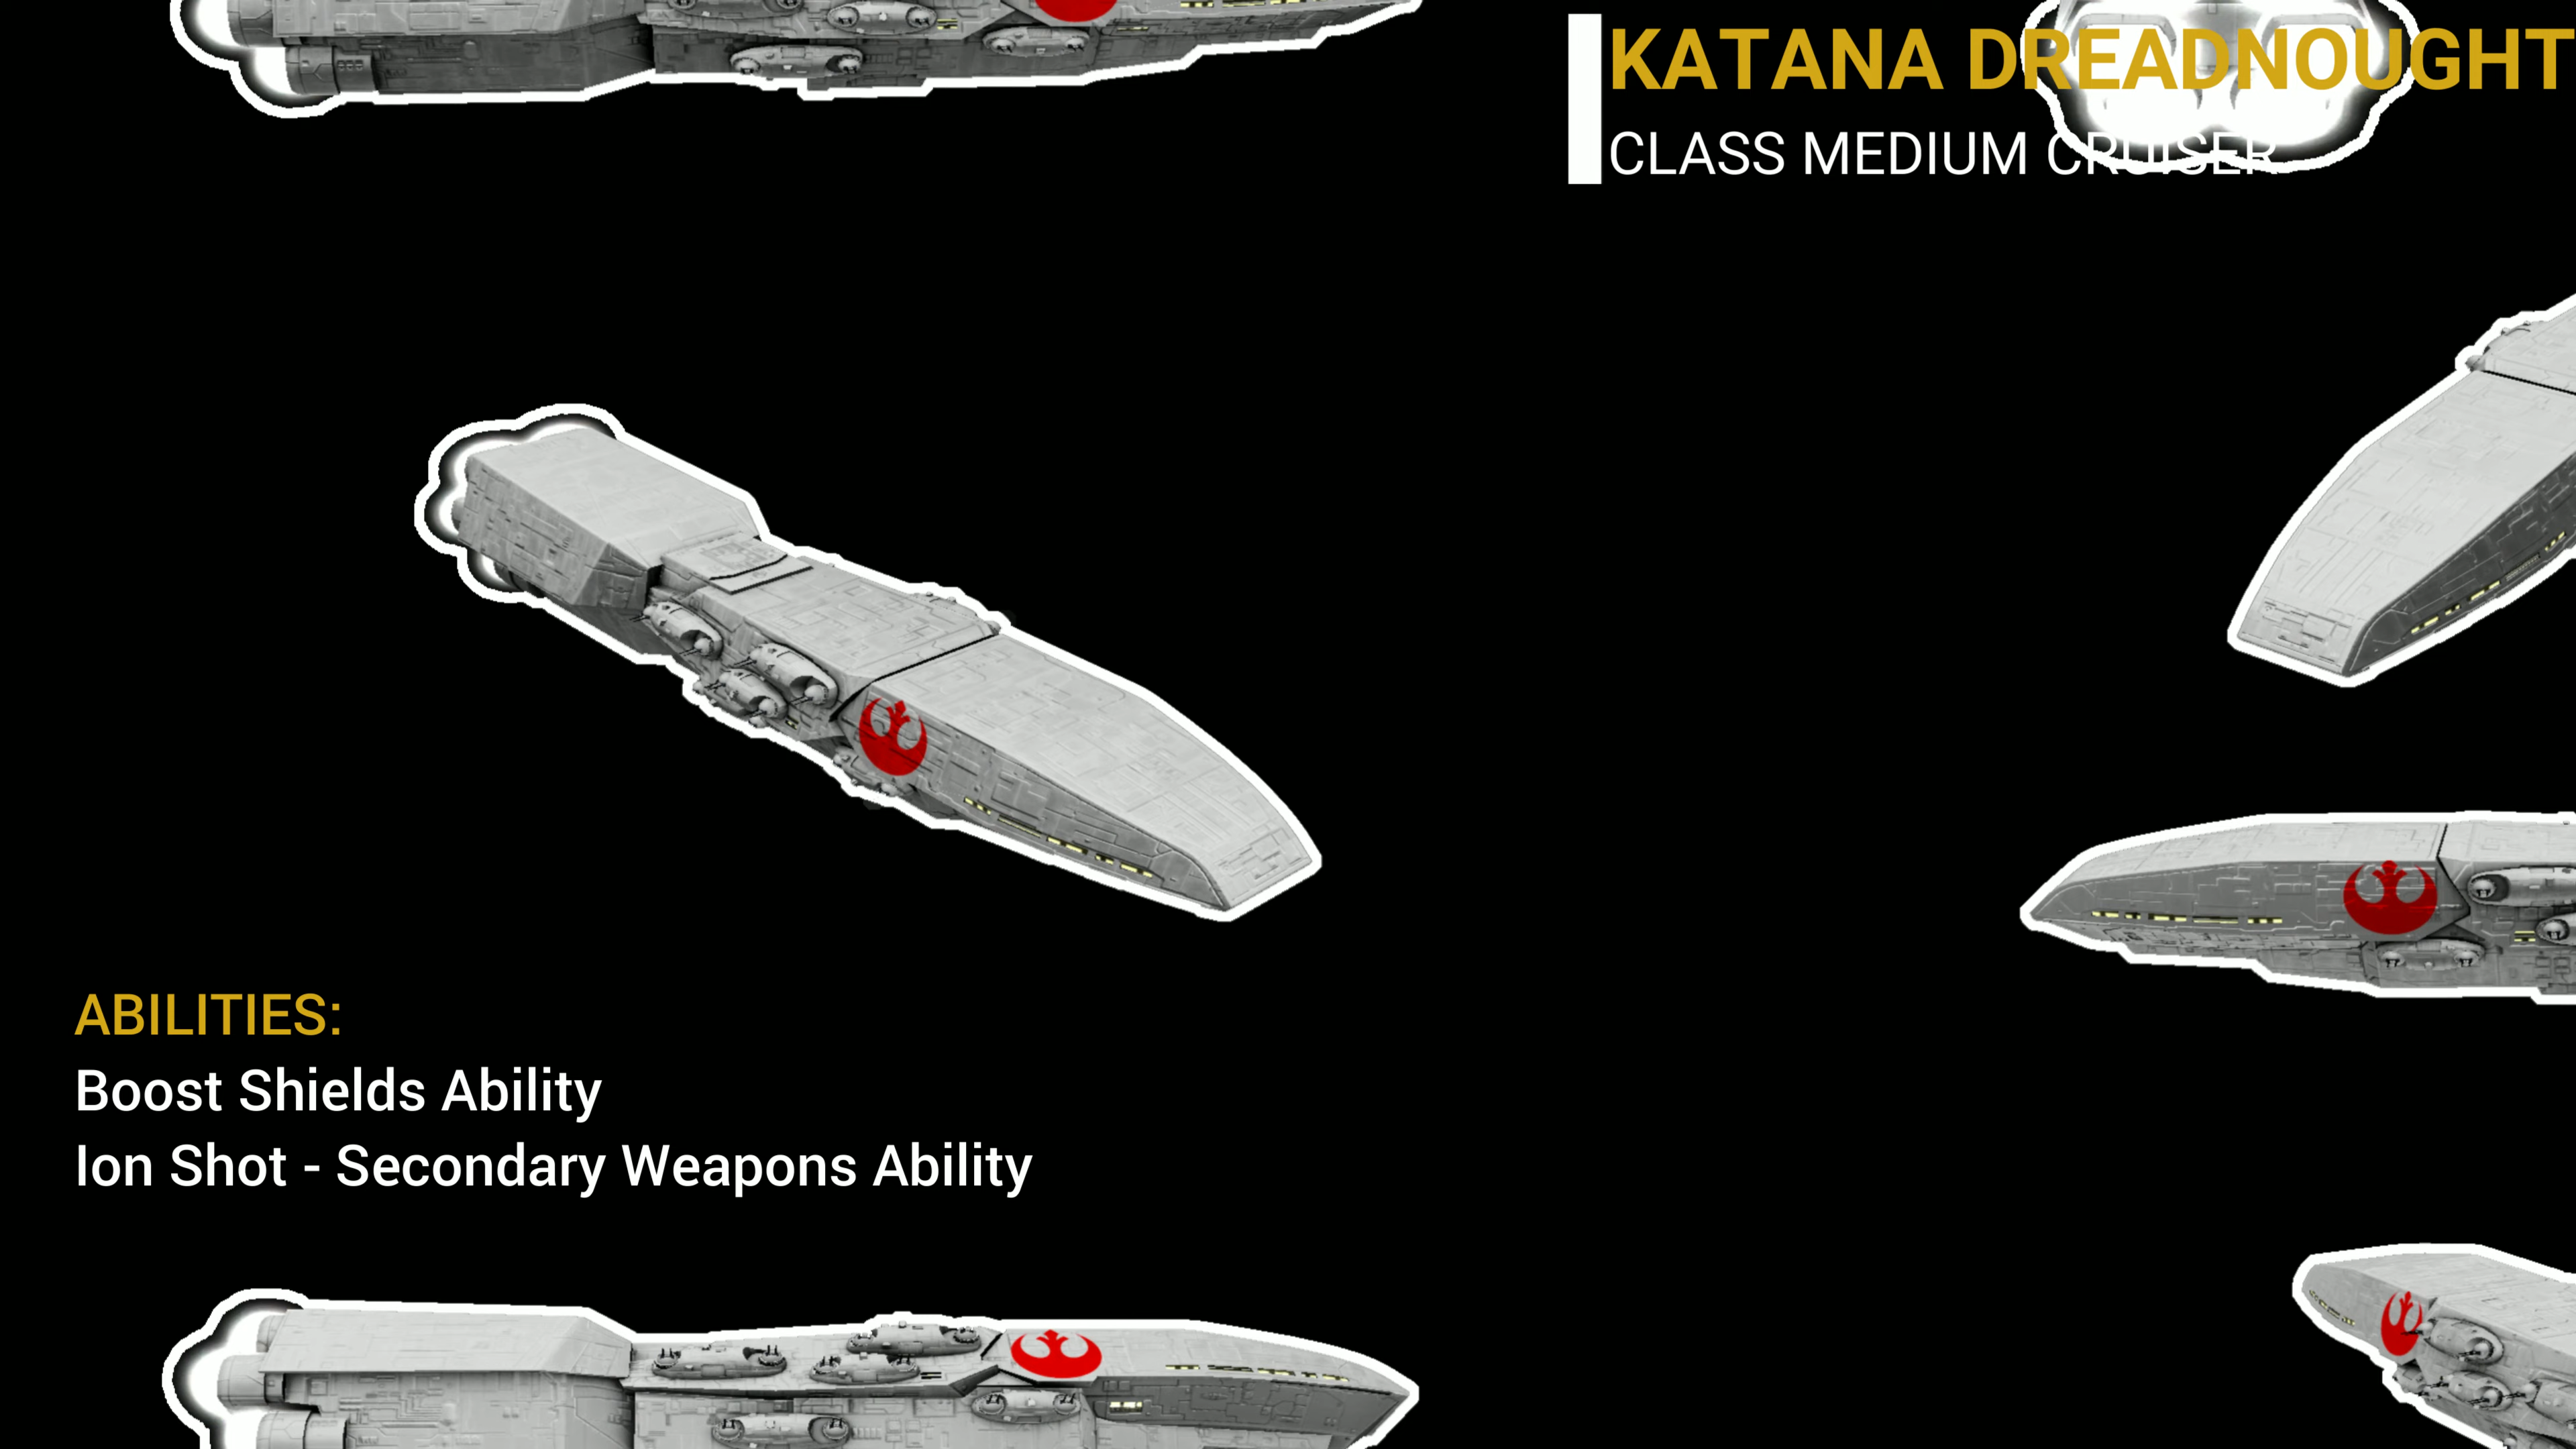 KATANA DREADNOUGHT
CLASS MEDIUM CRUISER
ABILITIES:
Boost Shields Ability
Ion Shot - Secondary Weapons Ability